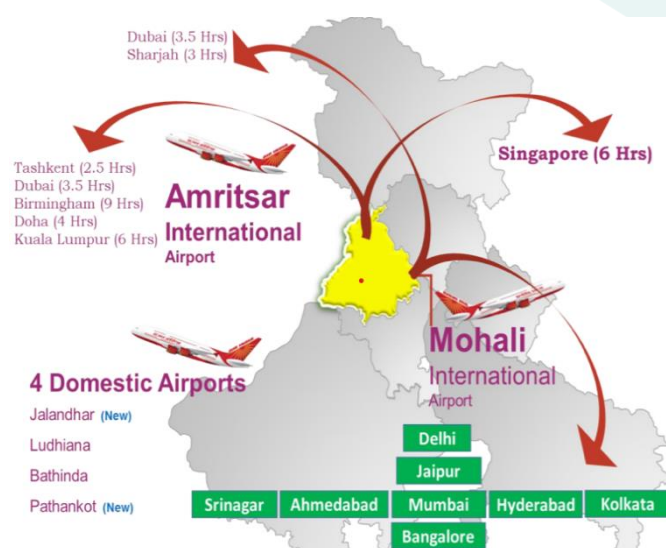 Dubai (3.5 Hrs)
Sharjah (3 Hrs)
Singapore (6 Hrs)
Tashkent (2.5 Hrs)
Dubai (3.5 Hrs)
Birmingham (9 Hrs)
Doha (4 Hrs)
Kuala Lumpur (6 Hrs)
Amritsar
International
Airport
Mohali
International
Airport
4 Domestic Airports
Jalandhar (New)
Ludhiana
Bathinda
Pathankot (New)
Delhi
Jaipur
Srinagar Ahmedabad Mumbai Hyderabad Kolkata
Bangalore